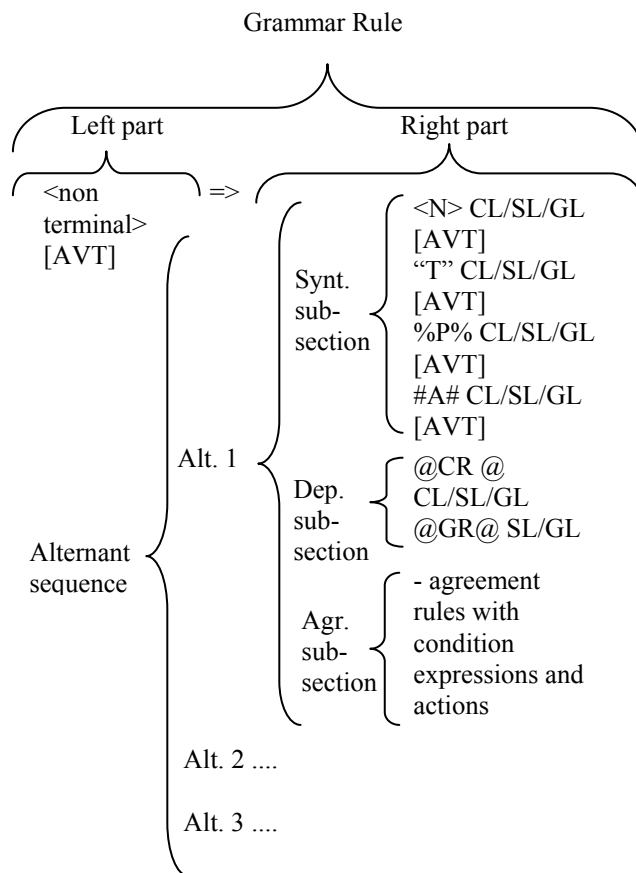 Grammar Rule
Left part
Right part
<non
terminal>
[AVT]
=>
Alternant
sequence
Alt. 1
Synt.
sub-
section
<N> CL/SL/GL
[AVT]
“T” CL/SL/GL
[AVT]
%P% CL/SL/GL
[AVT]
#A# CL/SL/GL
[AVT]
Dep.
sub-
section
@CR @
CL/SL/GL
@GR@ SL/GL
Agr.
sub-
section
- agreement
rules with
condition
expressions and
actions
Alt. 2 ....
Alt. 3 ....